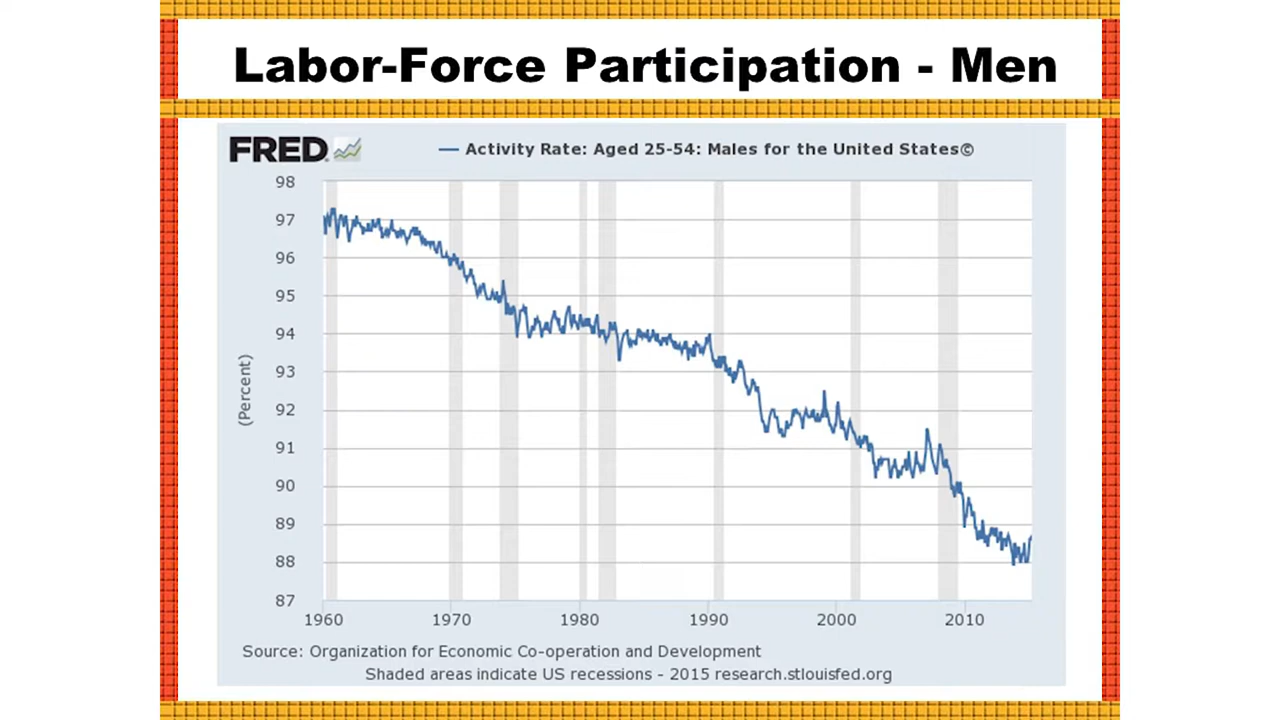 Labor-Force Participation - Men
FRED
Activity Rate: Aged 25-54: Males for the United States©
98
97
96
95
94
93
92
91
90
89
88
87
(Percent)
1960 1970 1980 1990 2000 2010
Source: Organization for Economic Co-operation and Development
Shaded areas indicate US recessions - 2015 research.stlouisfed.org